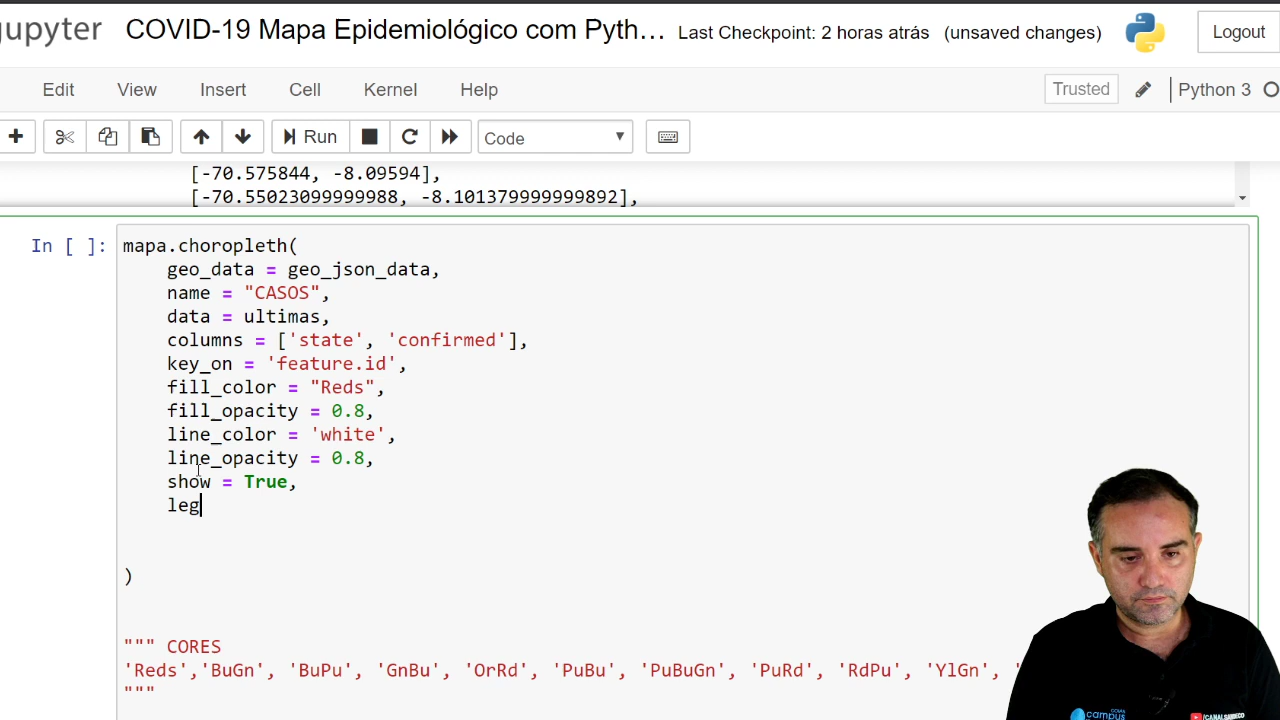 jupyter COVID-19 Mapa Epidemiológico com Pyth... Last Checkpoint: 2 horas atrás (unsaved changes) Logout
Edit View Insert Cell Kernel Help Trusted Python 3
Run Code
[-70.575844, -8.09594],
[-70.55023099999988, -8.101379999999892],
In [ ]: mapa.choropleth(
geo_data = geo_json_data,
name = "CASOS",
data = ultimas,
columns = ['state', 'confirmed'],
key_on = 'feature.id',
fill_color = "Reds",
fill_opacity = 0.8,
line_color = 'white',
line_opacity = 0.8,
show = True,
leg
)
""" CORES
'Reds','BuGn', 'BuPu', 'GnBu', 'OrRd', 'PuBu', 'PuBuGn', 'PuRd', 'RdPu', 'YlGn', '
"""
campus